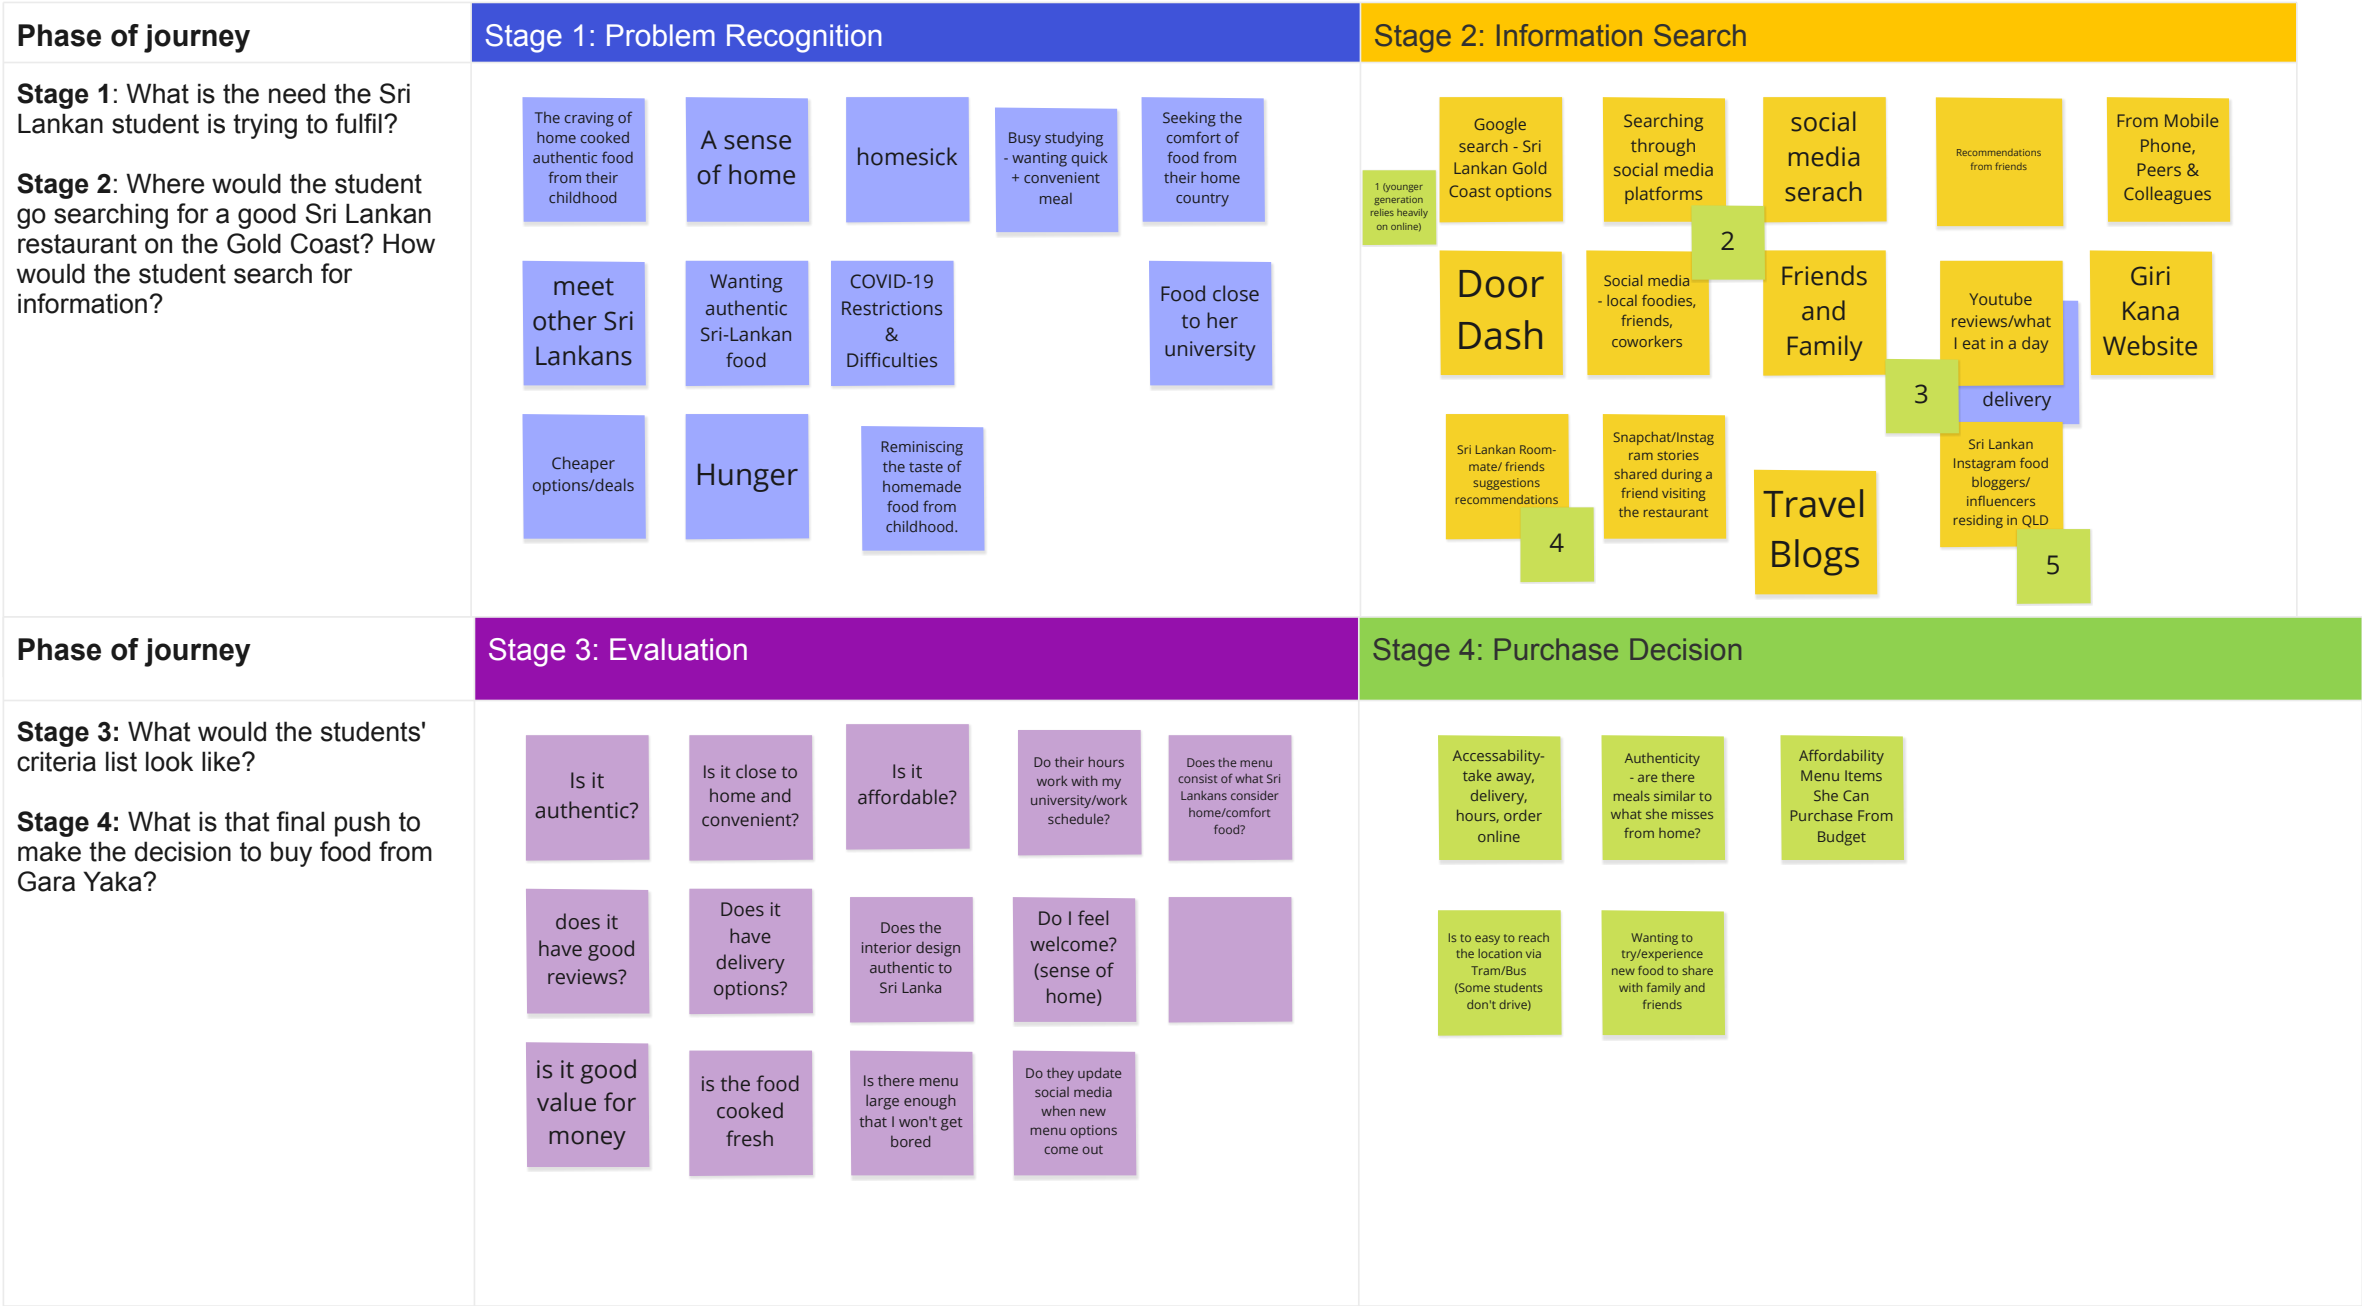 Phase of journey
Stage 1: Problem Recognition
Stage 2: Information Search
Stage 1: What is the need the Sri
Lankan student is trying to fulfil?
Stage 2: Where would the student
go searching for a good Sri Lankan
restaurant on the Gold Coast? How
would the student search for
information?
The craving of
home cooked
authentic food
from their
childhood
A sense
of home
homesick
Busy studying
- wanting quick
+ convenient
meal
Seeking the
comfort of
food from
their home
country
meet
other Sri
Lankans
Wanting
authentic
Sri-Lankan
food
COVID-19
Restrictions
&
Difficulties
Food close
to her
university
Cheaper
options/deals
Hunger
Reminiscing
the taste of
homemade
food from
childhood.
1 (younger
generation
relies heavily
on online)
Google
search - Sri
Lankan Gold
Coast options
Searching
through
social media
platforms
2
social
media
serach
Recommendations
from friends
From Mobile
Phone,
Peers &
Colleagues
Door
Dash
Social media
- local foodies,
friends,
coworkers
Friends
and
Family
3
Youtube
reviews/what
I eat in a day
delivery
Giri
Kana
Website
Sri Lankan Room-
mate/ friends
suggestions
recommendations
4
Snapchat/Instag
ram stories
shared during a
friend visiting
the restaurant
Travel
Blogs
Sri Lankan
Instagram food
bloggers/
influencers
residing in QLD
5
Phase of journey
Stage 3: Evaluation
Stage 4: Purchase Decision
Stage 3: What would the students'
criteria list look like?
Stage 4: What is that final push to
make the decision to buy food from
Gara Yaka?
Is it
authentic?
Is it close to
home and
convenient?
Is it
affordable?
Do their hours
work with my
university/work
schedule?
Does the menu
consist of what Sri
Lankans consider
home/comfort
food?
does it
have good
reviews?
Does it
have
delivery
options?
Does the
interior design
authentic to
Sri Lanka
Do I feel
welcome?
(sense of
home)
is it good
value for
money
is the food
cooked
fresh
Is there menu
large enough
that I won't get
bored
Do they update
social media
when new
menu options
come out
Accessability-
take away,
delivery,
hours, order
online
Authenticity
- are there
meals similar to
what she misses
from home?
Affordability
Menu Items
She Can
Purchase From
Budget
Is to easy to reach
the location via
Tram/Bus
(Some students
don't drive)
Wanting to
try/experience
new food to share
with family and
friends